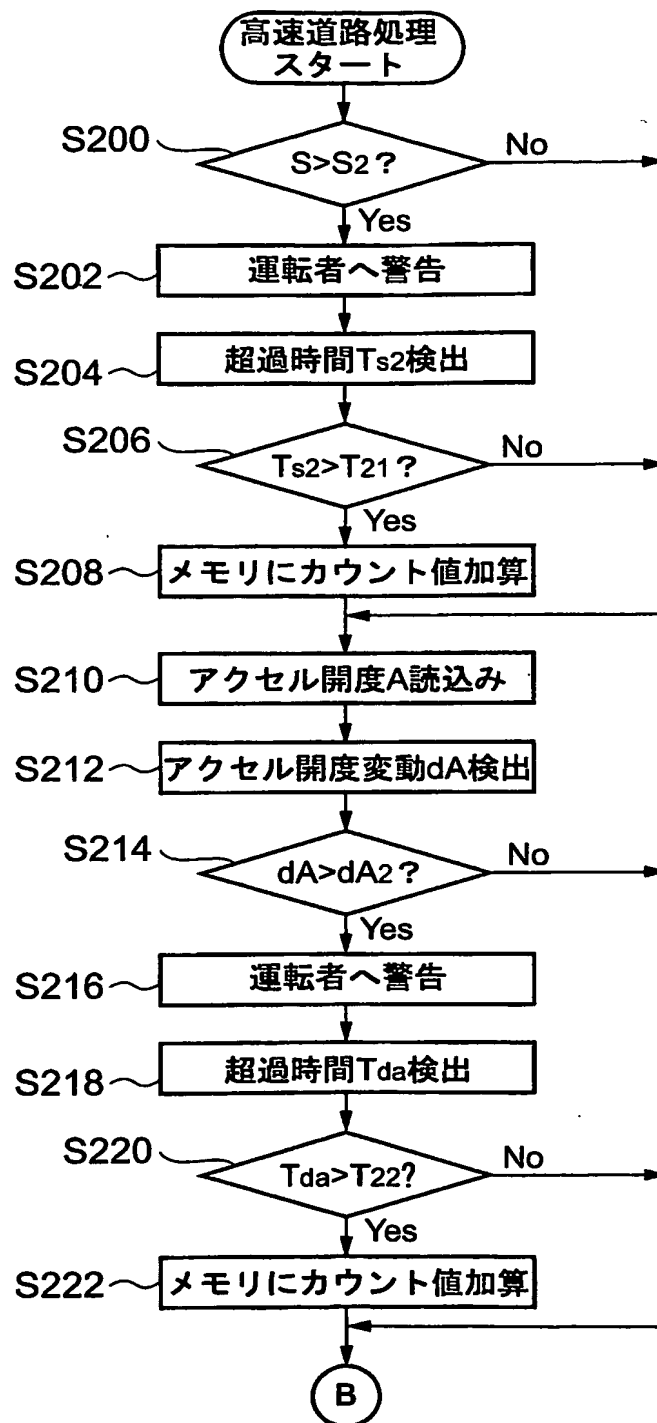 高速道路処理
スタート
S200
S>S2?
No
Yes
S202
運転者へ警告
S204
超過時間Ts2検出
S206
Ts2>T21?
No
Yes
S208
メモリにカウント値加算
S210
アクセル開度A読込み
S212
アクセル開度変動dA検出
S214
dA>dA2?
No
Yes
S216
運転者へ警告
S218
超過時間Tda検出
S220
Tda>T22?
No
Yes
S222
メモリにカウント値加算
B